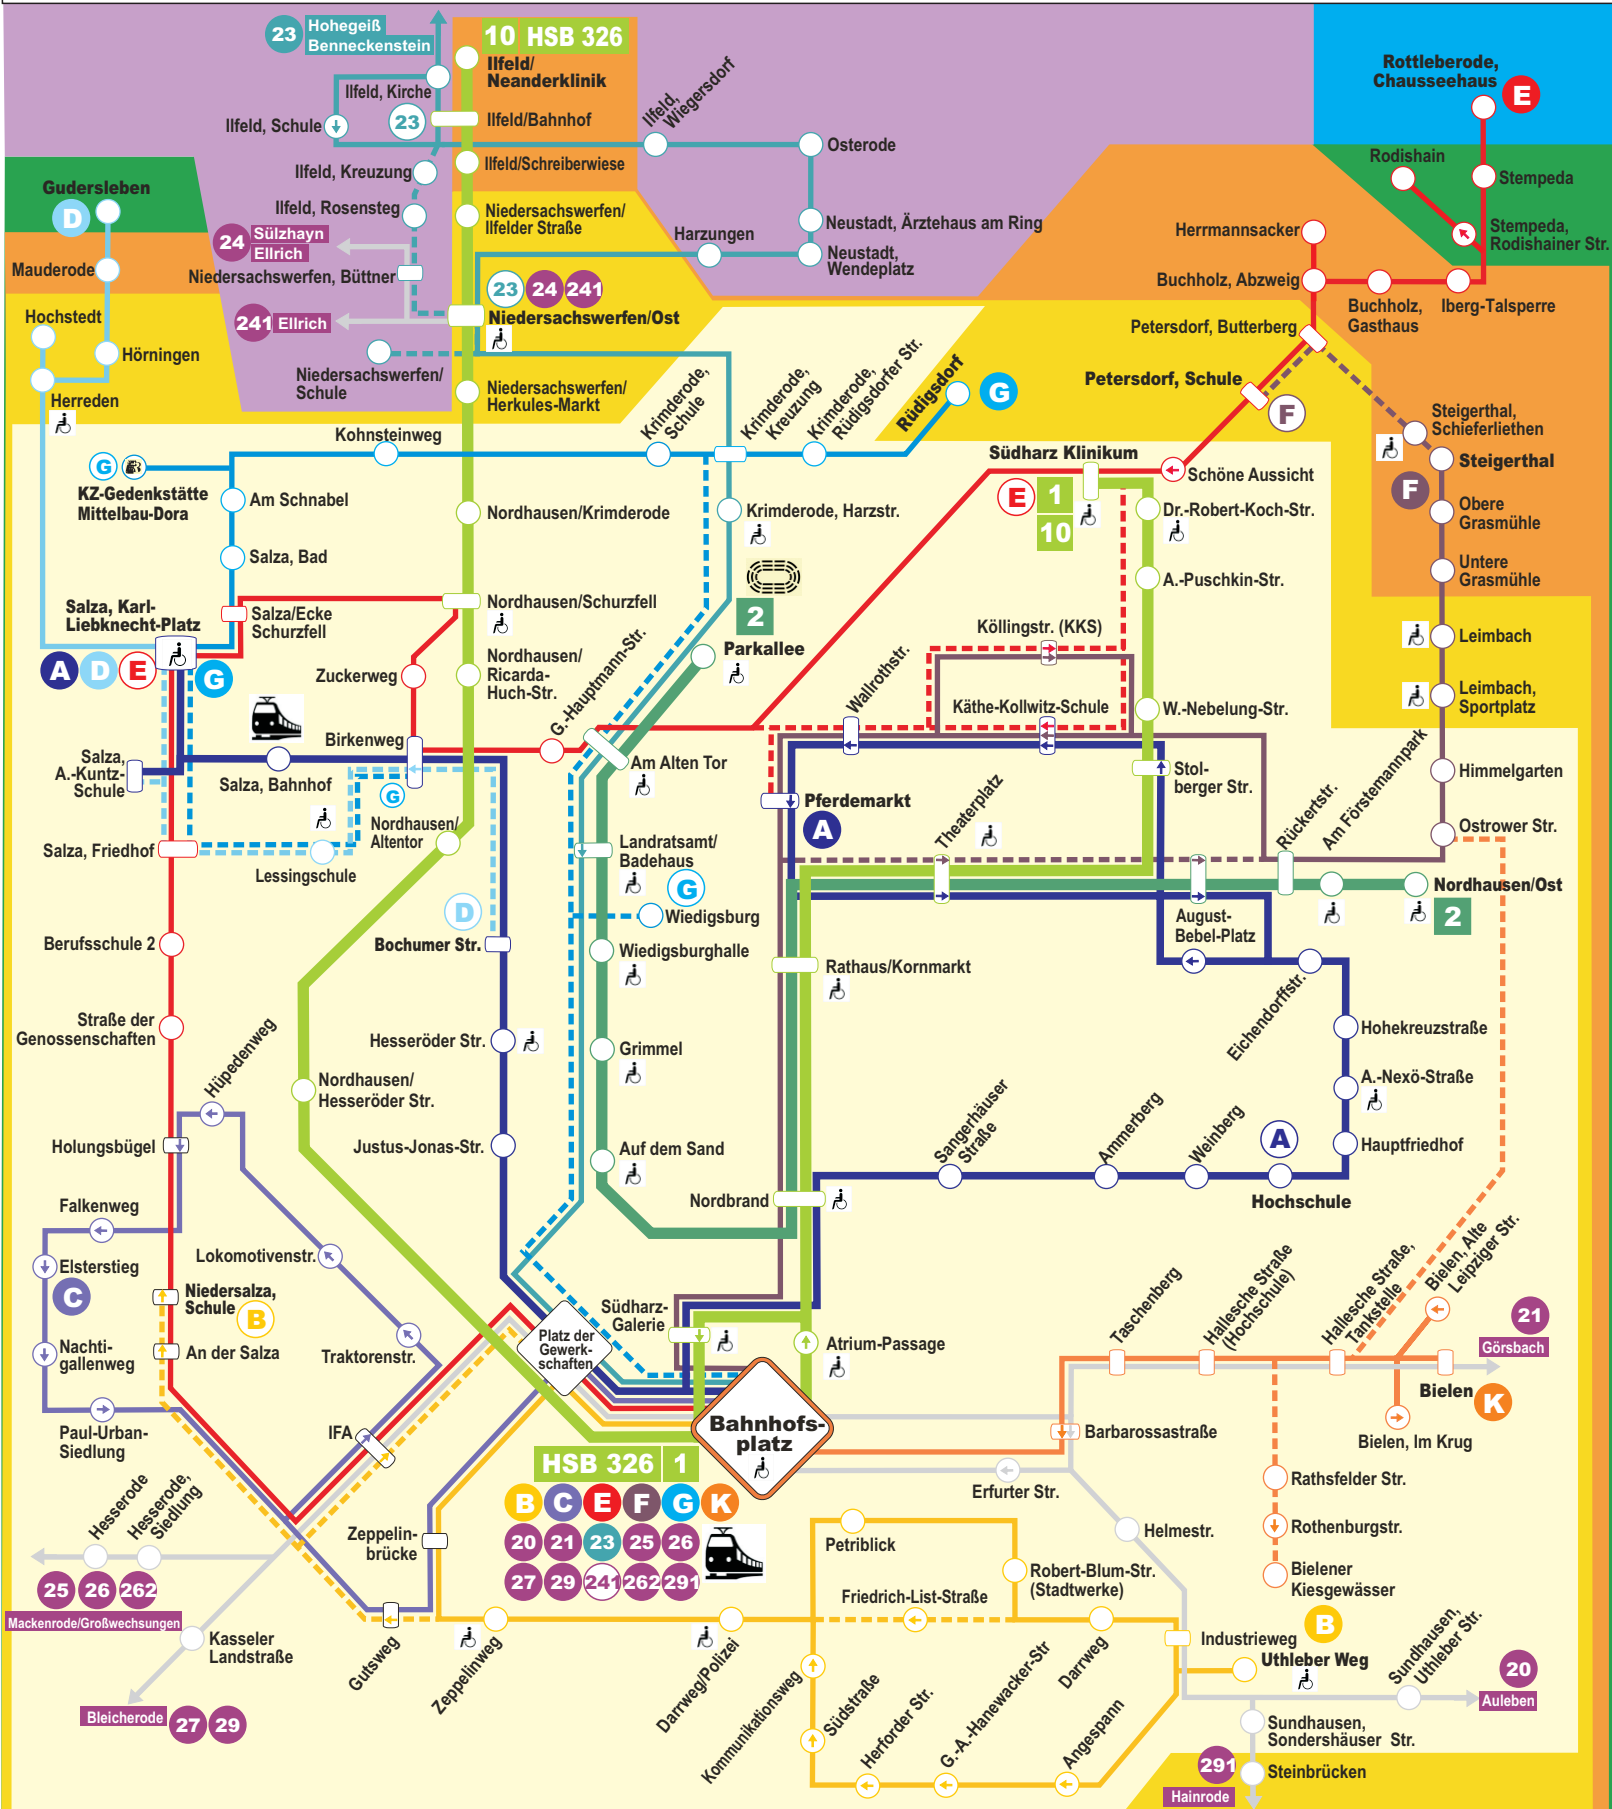 23
Hohegeiß
Benneckenstein
10 HSB 326
Ilfeld/
Neanderklinik
Ilfeld, Kirche
23
Ilfeld, Schule
Ilfeld/Bahnhof
Ilfeld,
Wiegersdorf
Osterode
Ilfeld, Kreuzung
Ilfeld/Schreiberwiese
Ilfeld, Rosensteg
Niedersachswerfen/
Ilfelder Straße
Harzungen
Neustadt, Ärztehaus am Ring
Neustadt,
Wendeplatz
24
Sülzhayn
Ellrich
Niedersachswerfen, Büttner
241
Ellrich
23 24 241
Niedersachswerfen/Ost
Niedersachswerfen/
Schule
Niedersachswerfen/
Herkules-Markt
Gudersleben
D
Mauderode
Hochstedt
Hörningen
Herreden
Rottleberode,
Chausseehaus
E
Rodishain
Stempeda
Stempeda,
Rodishainer Str.
Herrmannsacker
Buchholz, Abzweig
Buchholz,
Gasthaus
Iberg-Talsperre
Petersdorf, Butterberg
Petersdorf, Schule
F
Steigerthal,
Schieferliethen
Steigerthal
F
Obere
Grasmühle
Untere
Grasmühle
Leimbach
Leimbach,
Sportplatz
Himmelgarten
Ostrower Str.
Kohnsteinweg
Krimderode,
Schule
Krimderode,
Kreuzung
Krimderode,
Rüdigsdorfer Str.
Rüdigsdorf
G
G
KZ-Gedenkstätte
Mittelbau-Dora
Am Schnabel
Salza, Bad
Nordhausen/Krimderode
Krimderode, Harzstr.
Südharz Klinikum
E
1
10
Schöne Aussicht
Dr.-Robert-Koch-Str.
A.-Puschkin-Str.
Salza, Karl-
Liebknecht-Platz
A D E G
Salza/Ecke
Schurzfell
Nordhausen/Schurzfell
2
Parkallee
Köllingstr. (KKS)
Zuckerweg
Nordhausen/
Ricarda-
Huch-Str.
G.-Hauptmann-Str.
Wallrothstr.
Käthe-Kollwitz-Schule
W.-Nebelung-Str.
Salza,
A.-Kuntz-
Schule
Salza, Bahnhof
Birkenweg
G
Am Alten Tor
Pferdemarkt
A
Theaterplatz
Stol-
berger Str.
Rückertstr.
Am Förstemannpark
Salza, Friedhof
Lessingschule
Nordhausen/
Altentor
Landratsamt/
Badehaus
G
Wiedigsburg
Nordhausen/Ost
2
Berufsschule 2
D
Bochumer Str.
Wiedigsburghalle
Rathaus/Kornmarkt
August-
Bebel-Platz
Eichendorffstr.
Straße der
Genossenschaften
Hesseröder Str.
Grimmel
Hohekreuzstraße
Hüpedenweg
Nordhausen/
Hesseröder Str.
A.-Nexö-Straße
Holungsbügel
Justus-Jonas-Str.
Auf dem Sand
Sangerhäuser
Straße
Ammerberg
Weinberg
A
Hochschule
Hauptfriedhof
Nordbrand
Falkenweg
Lokomotivenstr.
Elsterstieg
C
Niedersalza,
Schule
B
Nachti-
gallenweg
An der Salza
Traktorenstr.
Südharz-
Galerie
Platz der
Gewerk-
schaften
Atrium-Passage
Taschenberg
Hallesche Straße
(Hochschule)
Hallesche Straße,
Tankstelle
Bielen, Alte
Leipziger Str.
21
Görsbach
Bielen
K
Bielen, Im Krug
Paul-Urban-
Siedlung
IFA
Bahnhofs-
platz
Barbarossastraße
HSB 326 1
B C E F G K
20 21 23 25 26
27 29 241 262 291
Erfurter Str.
Rathsfelder Str.
Hesserode
Hesserode,
Siedlung
Zeppelin-
brücke
Helmestr.
Rothenburgstr.
Petriblick
25 26 262
Mackenrode/Großwechsungen
Robert-Blum-Str.
(Stadtwerke)
Bielener
Kiesgewässer
Friedrich-List-Straße
Kasseler
Landstraße
Gutsweg
Zeppelinweg
Darrweg/Polizei
Darrweg
Industrieweg
B
Uthleber Weg
Sundhausen,
Uthleber Str.
20
Auleben
Bleicherode
27 29
Kommunikationsweg
Südstraße
Herforder Str.
G.-A.-Hanewacker-Str
Angespann
Sundhausen,
Sondershäuser Str.
291
Hainrode
Steinbrücken